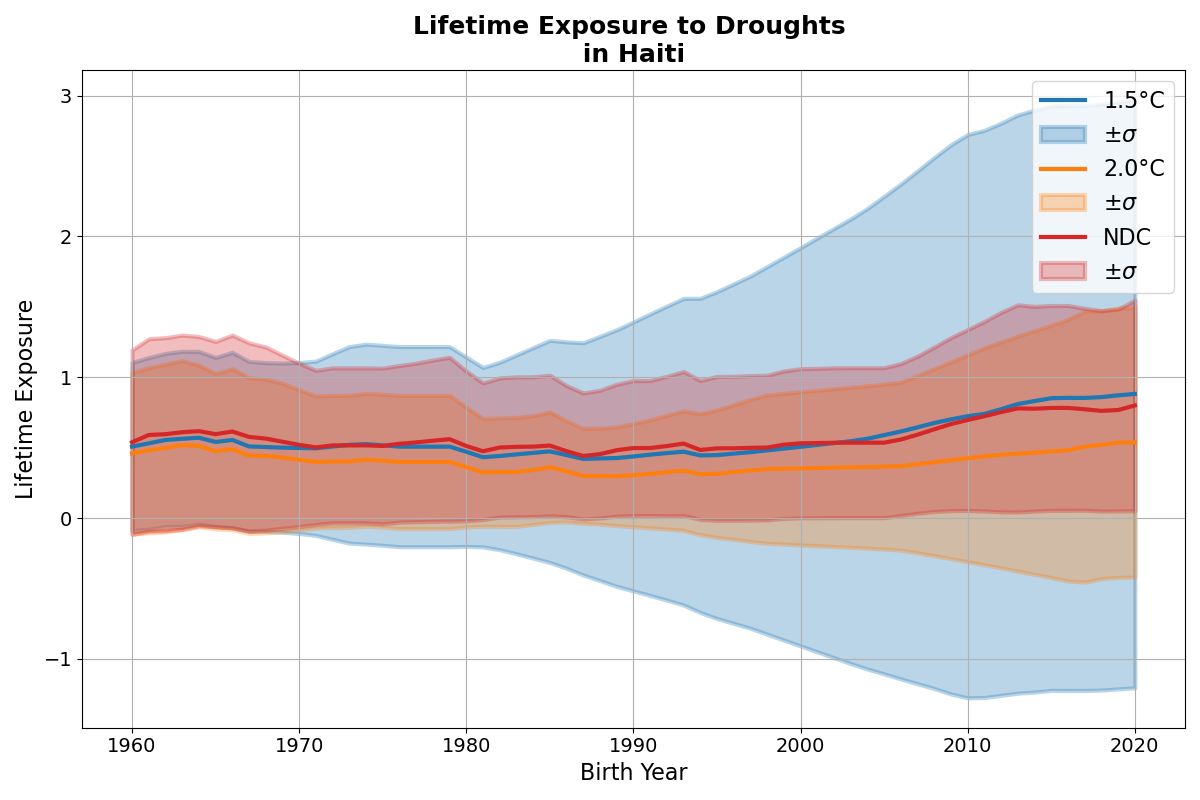 Lifetime Exposure to Droughts
in Haiti
Lifetime Exposure
3
2
1
0
−1
1960
1970
1980
1990
2000
2010
2020
Birth Year
1.5°C
±σ
2.0°C
±σ
NDC
±σ